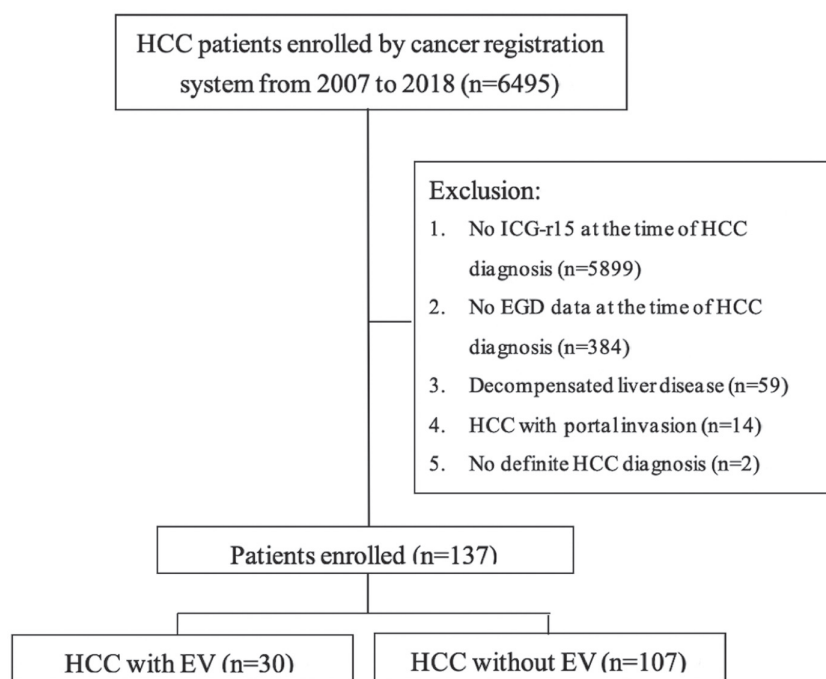 HCC patients enrolled by cancer registration
system from 2007 to 2018 (n=6495)
Exclusion:
1. No ICG-r15 at the time of HCC
diagnosis (n=5899)
2. No EGD data at the time of HCC
diagnosis (n=384)
3. Decompensated liver disease (n=59)
4. HCC with portal invasion (n=14)
5. No definite HCC diagnosis (n=2)
Patients enrolled (n=137)
HCC with EV (n=30)
HCC without EV (n=107)